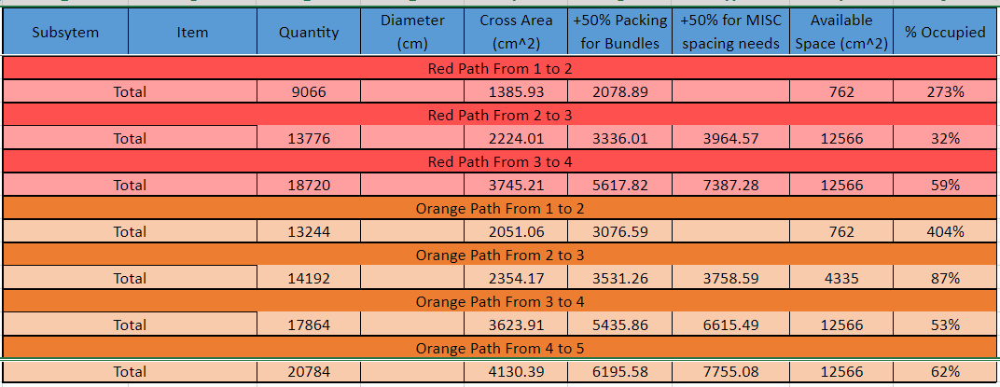 Subsytem Item Quantity Diameter (cm) Cross Area (cm^2) +50% Packing for Bundles +50% for MISC spacing needs Available Space (cm^2) % Occupied
Red Path From 1 to 2
Total 9066 1385.93 2078.89 762 273%
Red Path From 2 to 3
Total 13776 2224.01 3336.01 3964.57 12566 32%
Red Path From 3 to 4
Total 18720 3745.21 5617.82 7387.28 12566 59%
Orange Path From 1 to 2
Total 13244 2051.06 3076.59 762 404%
Orange Path From 2 to 3
Total 14192 2354.17 3531.26 3758.59 4335 87%
Orange Path From 3 to 4
Total 17864 3623.91 5435.86 6615.49 12566 53%
Orange Path From 4 to 5
Total 20784 4130.39 6195.58 7755.08 12566 62%